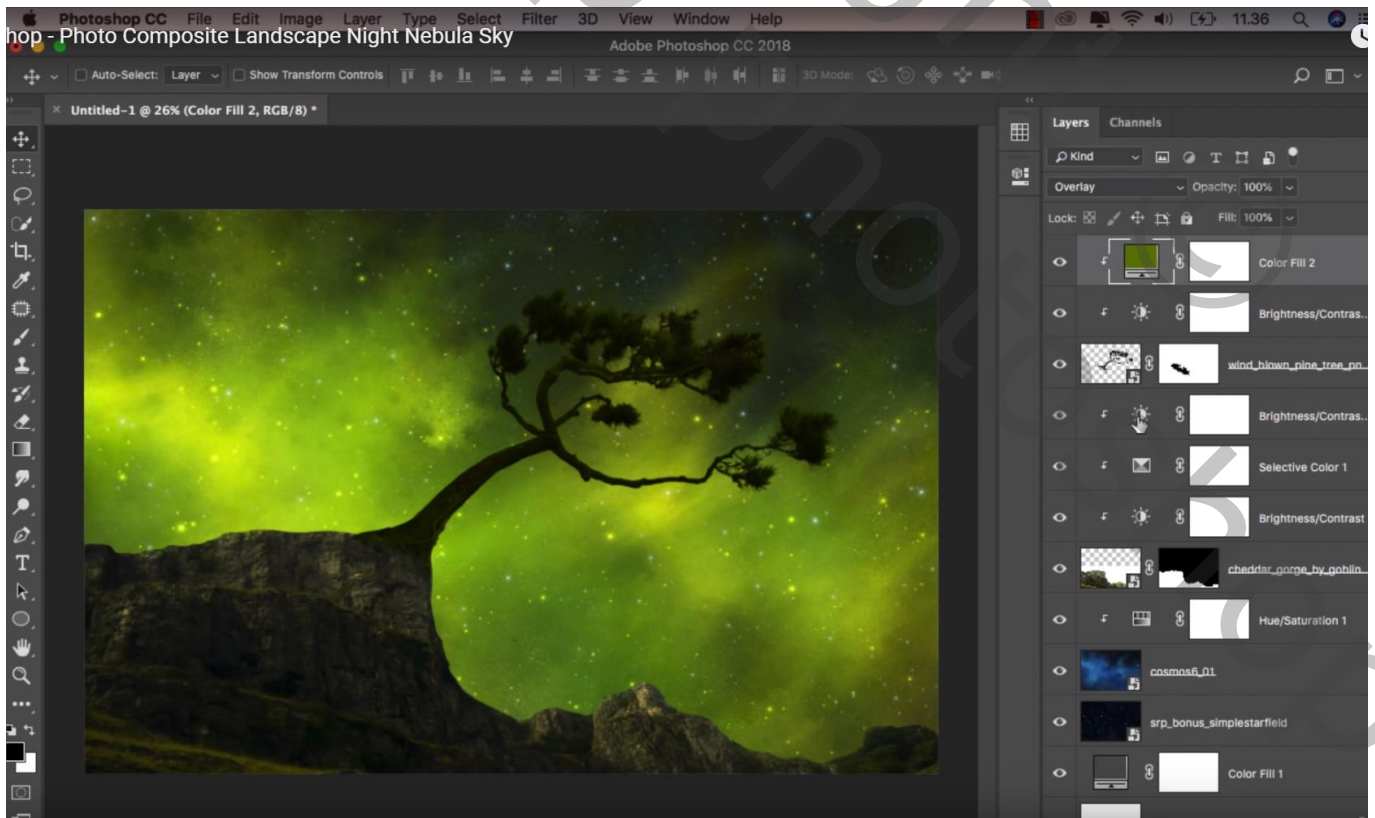 Photoshop CC File Edit Image Layer Type Select Filter 3D View Window Help 11.36
hop - Photo Composite Landscape Night Nebula Sky
Adobe Photoshop CC 2018
Auto-Select: Layer Show Transform Controls 3D Mode:
× Untitled-1 @ 26% (Color Fill 2, RGB/8) *
Layers Channels
Kind
Overlay Opacity: 100%
Lock: Fill: 100%
Color Fill 2
Brightness/Contras...
wind_blown_pine_tree_pn...
Brightness/Contras...
Selective Color 1
Brightness/Contrast
cheddar_gorge_by_goblin...
Hue/Saturation 1
cosmos6_01
srp_bonus_simplestarfield
Color Fill 1